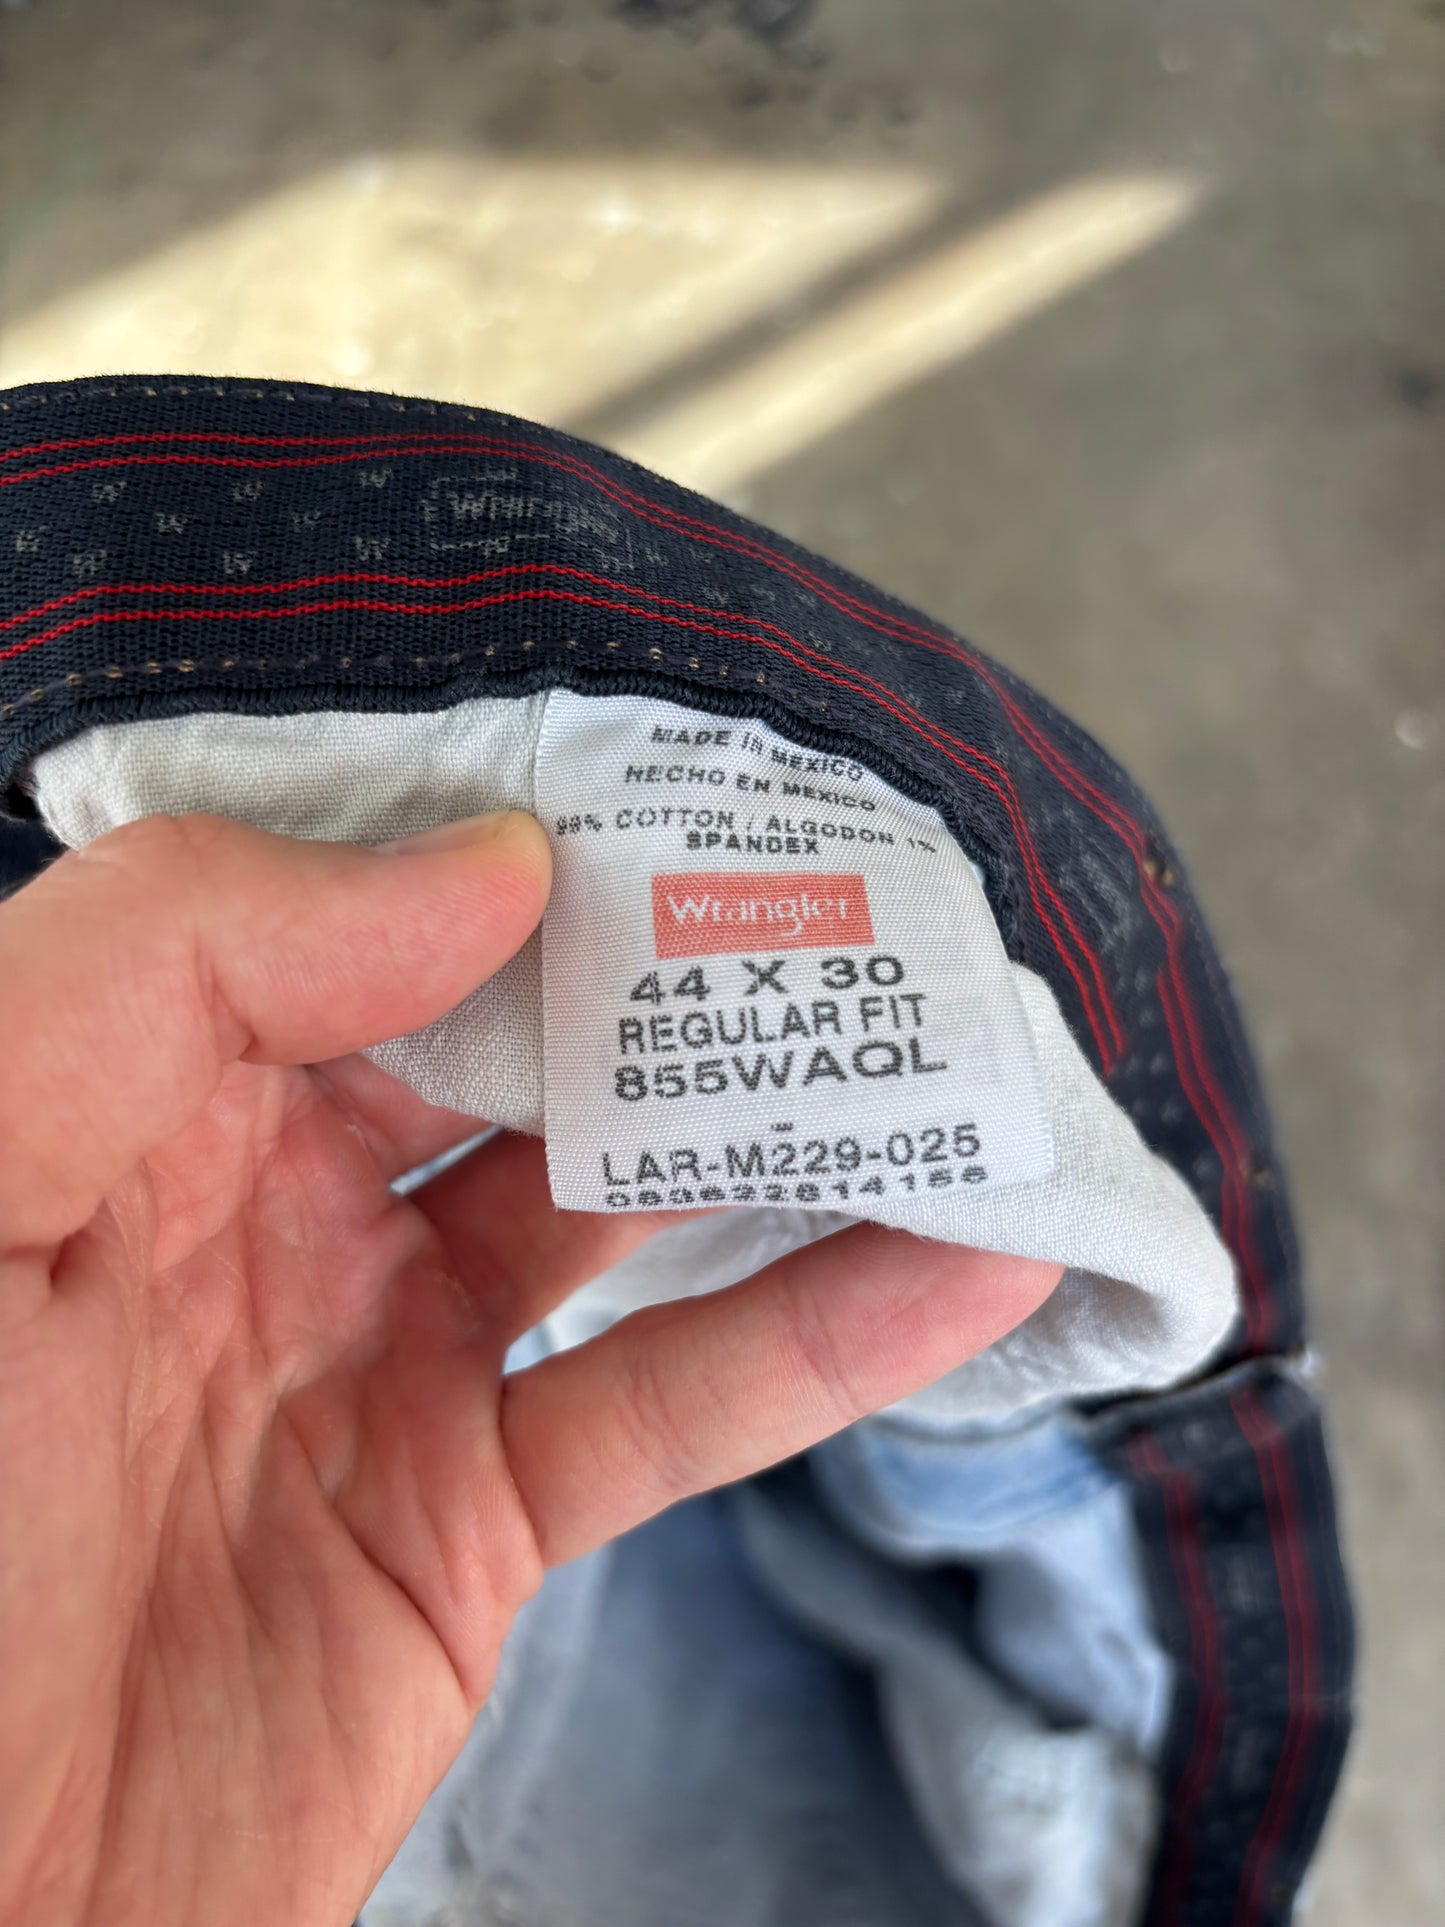 Wrangler
MADE IN MEXICO
HECHO EN MEXICO
99% COTTON / ALGODON 1%
SPANDEX
Wrangler
44 X 30
REGULAR FIT
855WAQL
-
LAR-M229-025